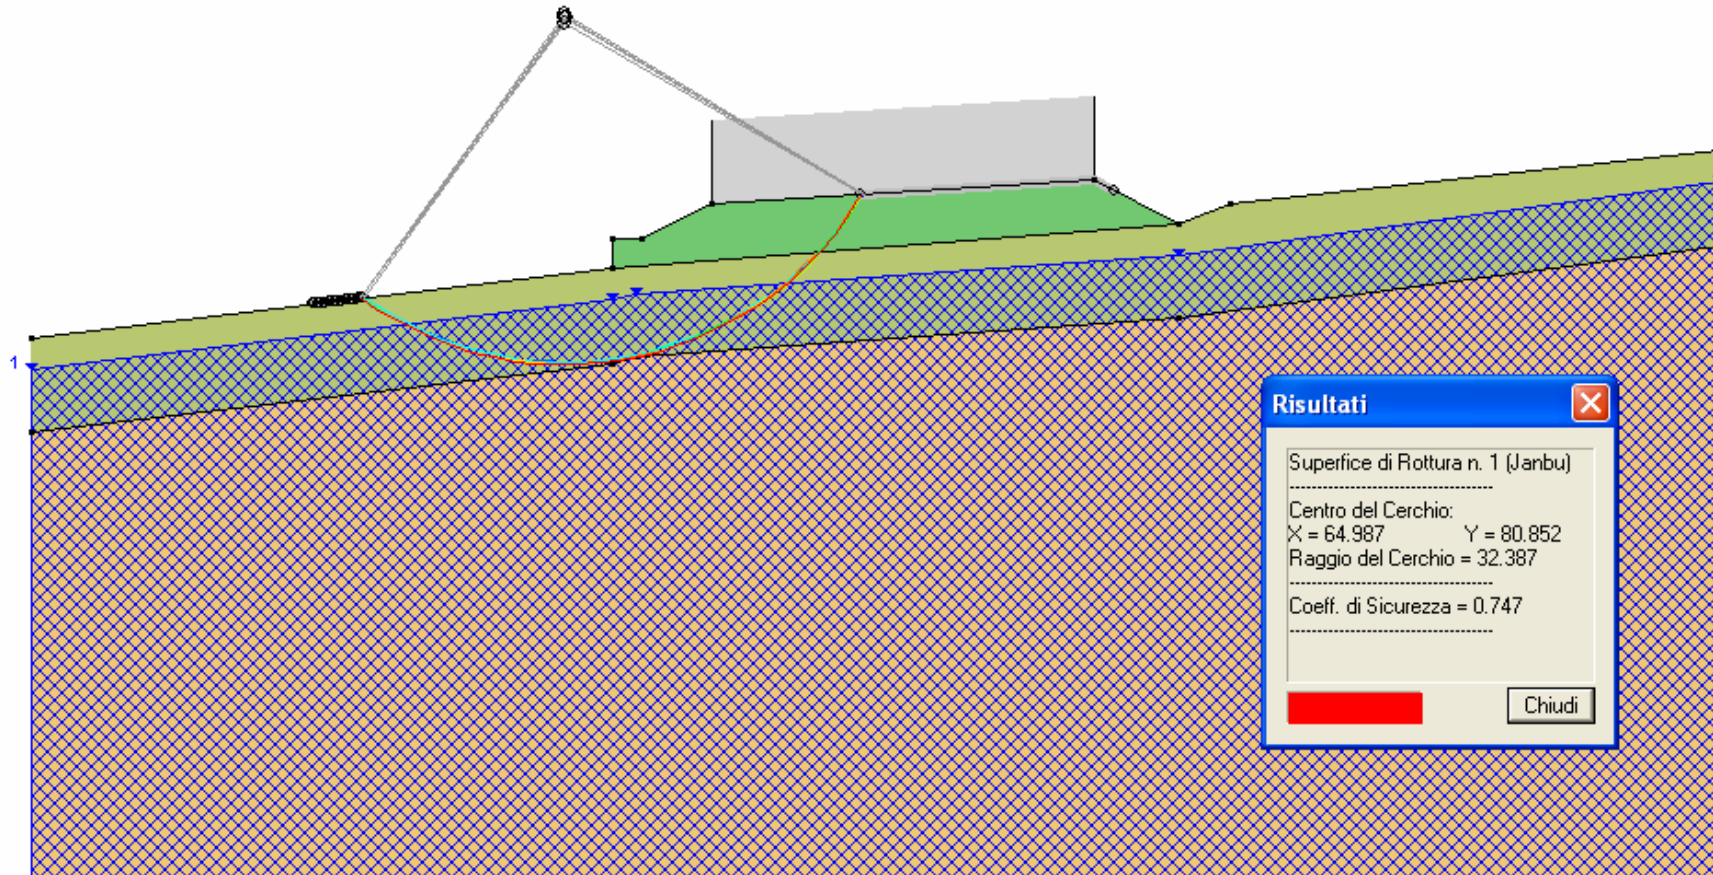 1
Risultati
Superfice di Rottura n. 1 (Janbu)
------------------------------------
Centro del Cerchio:
X = 64.987 Y = 80.852
Raggio del Cerchio = 32.387
------------------------------------
Coeff. di Sicurezza = 0.747
------------------------------------
Chiudi